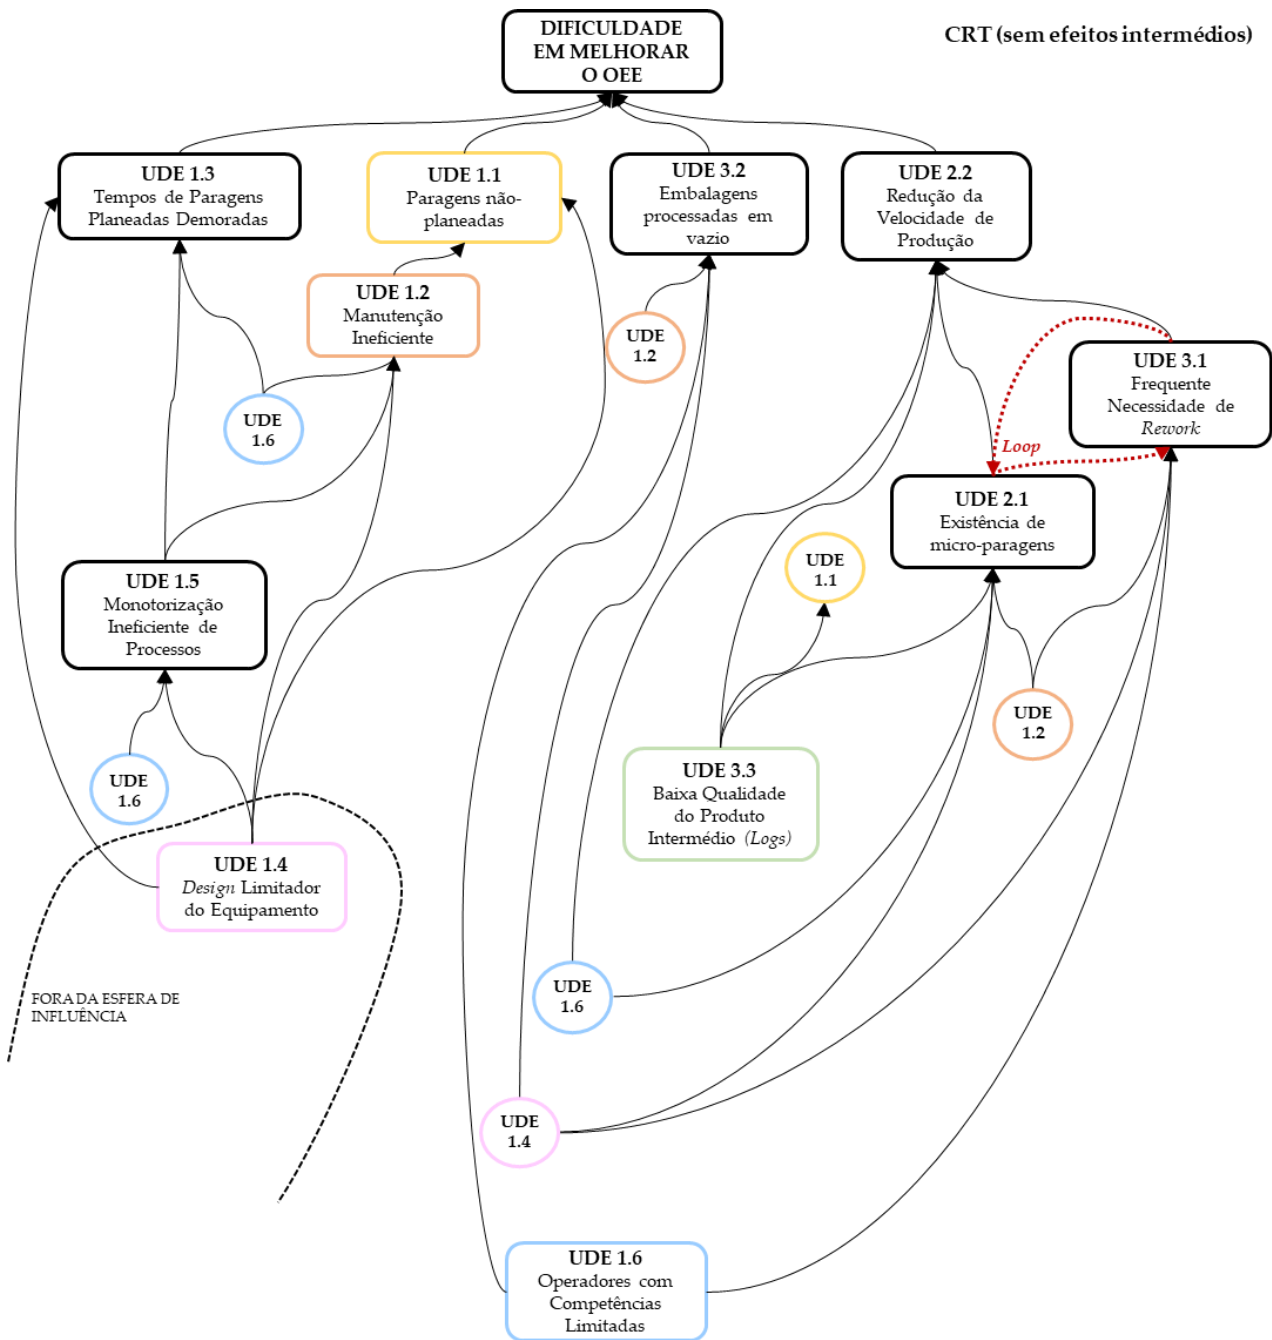 DIFICULDADE
EM MELHORAR
O OEE
CRT (sem efeitos intermédios)
UDE 1.3
Tempos de Paragens
Planeadas Demoradas
UDE 1.1
Paragens não-
planeadas
UDE 3.2
Embalagens
processadas em
vazio
UDE 2.2
Redução da
Velocidade de
Produção
UDE 1.2
Manutenção
Ineficiente
UDE
1.2
UDE 3.1
Frequente
Necessidade de
Rework
UDE
1.6
Loop
UDE 2.1
Existência de
micro-paragens
UDE
1.1
UDE 1.5
Monotorização
Ineficiente de
Processos
UDE
1.2
UDE
1.6
UDE 3.3
Baixa Qualidade
do Produto
Intermédio (Logs)
UDE 1.4
Design Limitador
do Equipamento
FORA DA ESFERA DE
INFLUÊNCIA
UDE
1.6
UDE
1.4
UDE 1.6
Operadores com
Competências
Limitadas